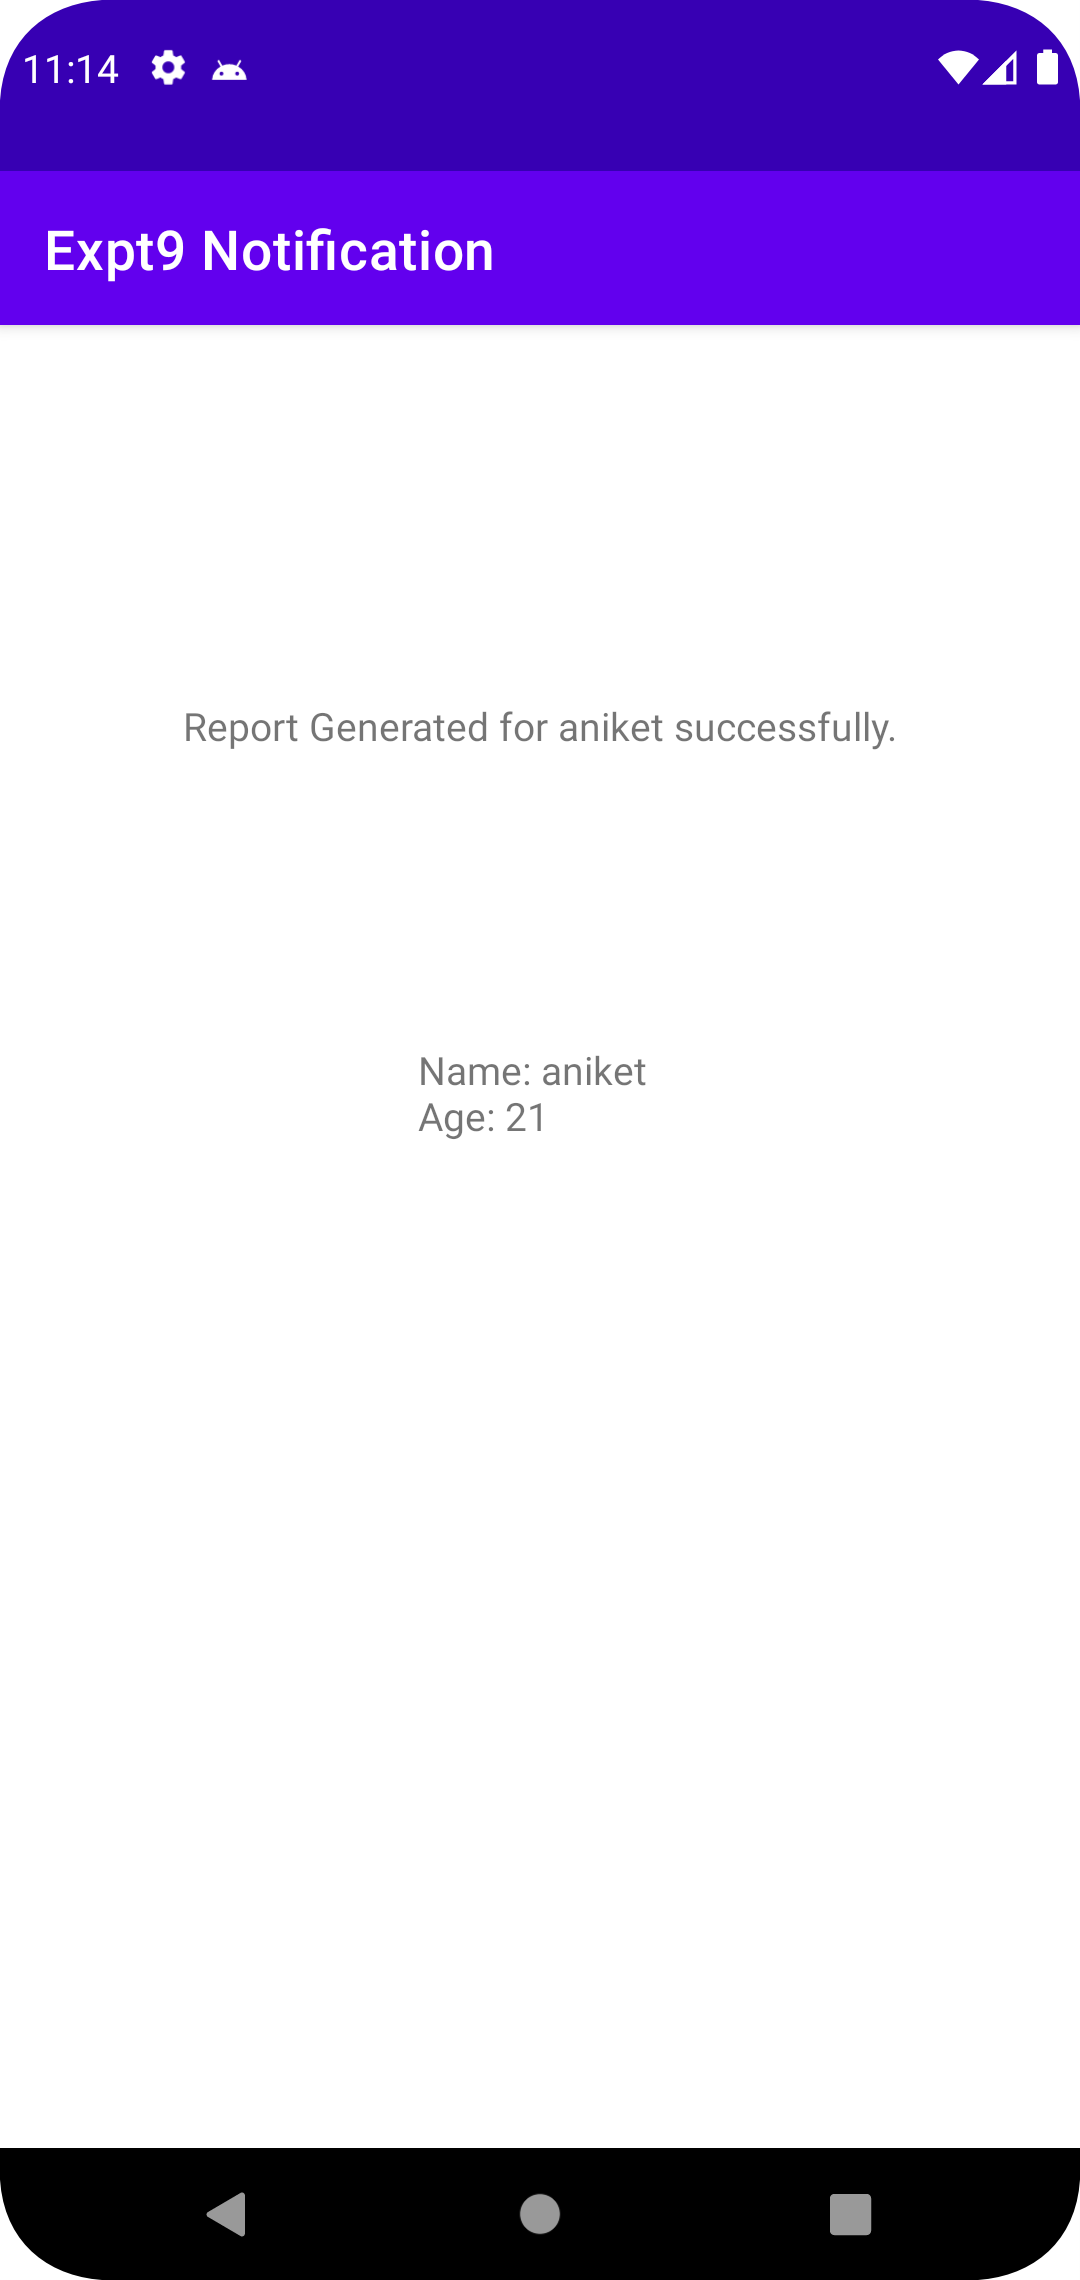 11:14
Expt9 Notification
Report Generated for aniket successfully.
Name: aniket
Age: 21